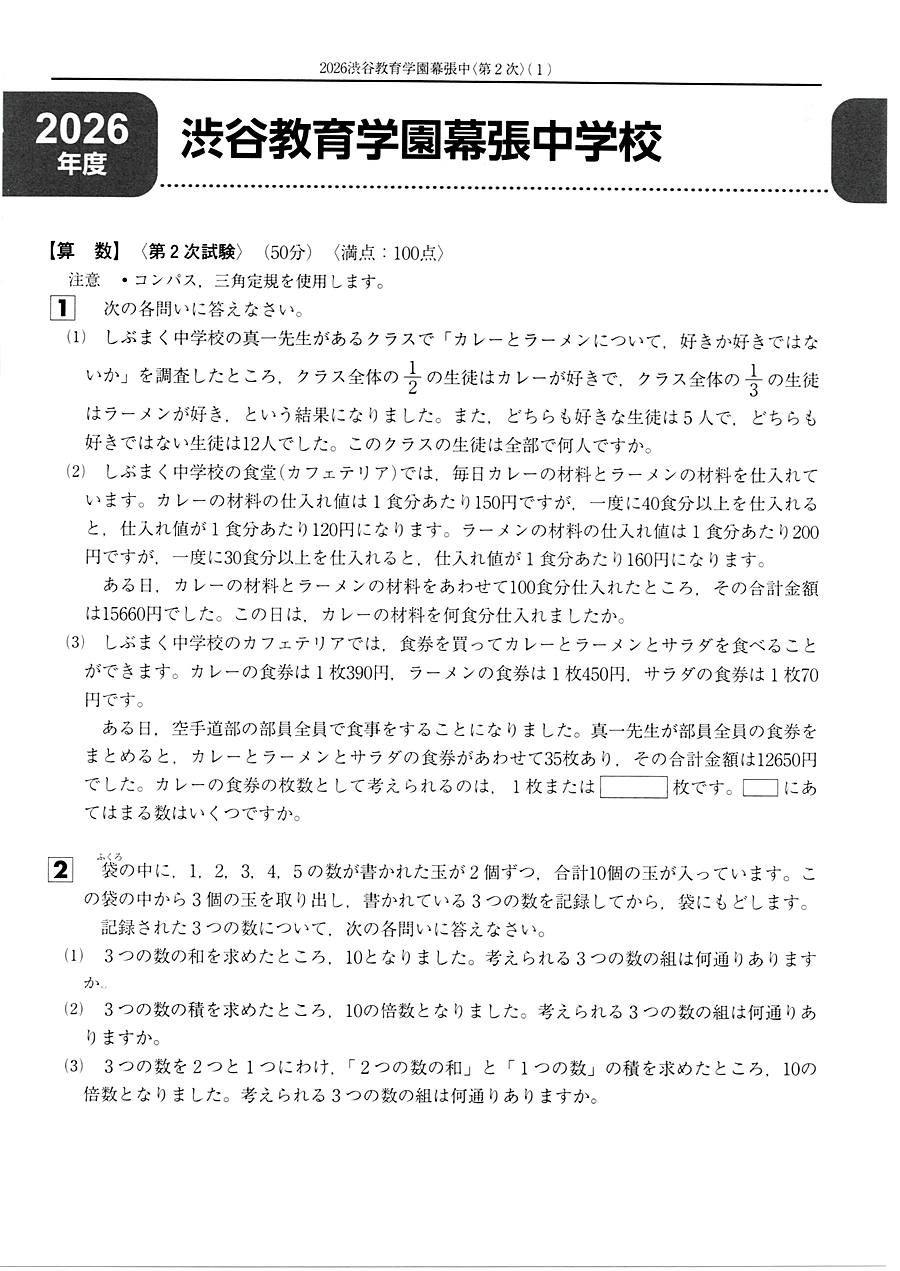 2026渋谷教育学園幕張中〈第2次〉(1)
2026
年度
渋谷教育学園幕張中学校
【算 数】〈第2次試験〉(50分)〈満点：100点〉
注意 ・コンパス，三角定規を使用します。
1 次の各問いに答えなさい。
(1) しぶまく中学校の真一先生があるクラスで「カレーとラーメンについて，好きか好きではな
いか」を調査したところ，クラス全体の1/2の生徒はカレーが好きで，クラス全体の1/3の生徒
はラーメンが好き，という結果になりました。また，どちらも好きな生徒は5人で，どちらも
好きではない生徒は12人でした。このクラスの生徒は全部で何人ですか。
(2) しぶまく中学校の食堂(カフェテリア)では，毎日カレーの材料とラーメンの材料を仕入れて
います。カレーの材料の仕入れ値は1食分あたり150円ですが，一度に40食分以上を仕入れる
と，仕入れ値が1食分あたり120円になります。ラーメンの材料の仕入れ値は1食分あたり200
円ですが，一度に30食分以上を仕入れると，仕入れ値が1食分あたり160円になります。
ある日，カレーの材料とラーメンの材料をあわせて100食分仕入れたところ，その合計金額
は15660円でした。この日は，カレーの材料を何食分仕入れましたか。
(3) しぶまく中学校のカフェテリアでは，食券を買ってカレーとラーメンとサラダを食べること
ができます。カレーの食券は1枚390円，ラーメンの食券は1枚450円，サラダの食券は1枚70
円です。
ある日，空手道部の部員全員で食事をすることになりました。真一先生が部員全員の食券を
まとめると，カレーとラーメンとサラダの食券があわせて35枚あり，その合計金額は12650円
でした。カレーの食券の枚数として考えられるのは，1枚または□枚です。□にあ
てはまる数はいくつですか。
ふくろ
2 袋の中に，1，2，3，4，5の数が書かれた玉が2個ずつ，合計10個の玉が入っています。こ
の袋の中から3個の玉を取り出し，書かれている3つの数を記録してから，袋にもどします。
記録された3つの数について，次の各問いに答えなさい。
(1) 3つの数の和を求めたところ，10となりました。考えられる3つの数の組は何通りあります
か。
(2) 3つの数の積を求めたところ，10の倍数となりました。考えられる3つの数の組は何通りあ
りますか。
(3) 3つの数を2つと1つにわけ，「2つの数の和」と「1つの数」の積を求めたところ，10の
倍数となりました。考えられる3つの数の組は何通りありますか。